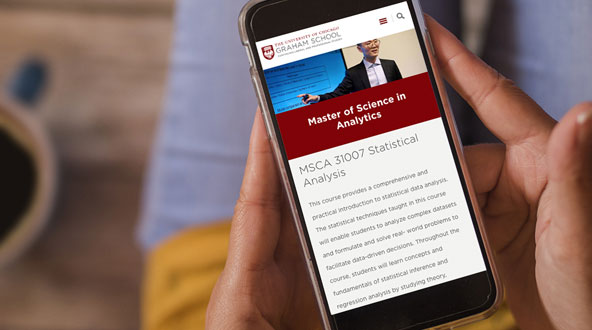 THE UNIVERSITY OF CHICAGO
GRAHAM SCHOOL
Master of Science in
Analytics
MSCA 31007 Statistical
Analysis
This course provides a comprehensive and
practical introduction to statistical data analysis.
The statistical techniques taught in this course
will enable students to analyze complex datasets
and formulate and solve real- world problems to
facilitate data-driven decisions. Throughout the
course, students will learn concepts and
fundamentals of statistical inference and
regression analysis by studying theory,